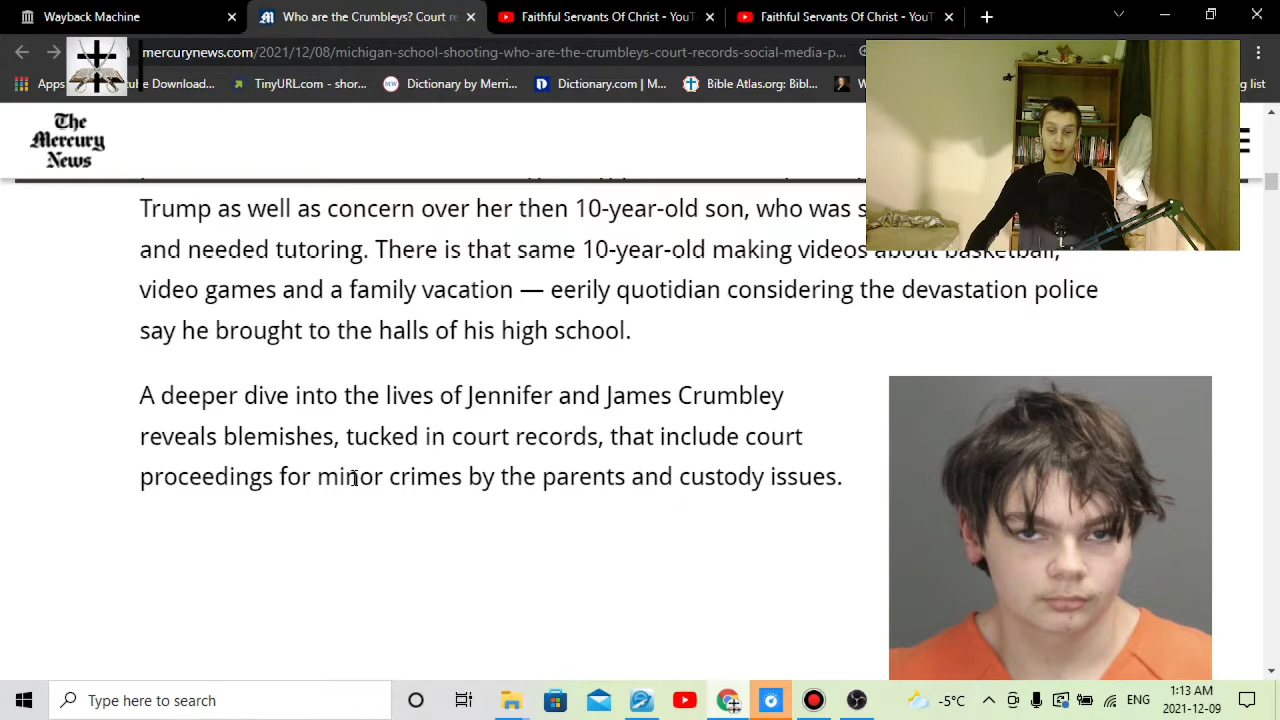 Wayback Machine
Who are the Crumbleys? Court re
Faithful Servants Of Christ - YouT
Faithful Servants Of Christ - YouT
mercurynews.com/2021/12/08/michigan-school-shooting-who-are-the-crumbleys-court-records-social-media-p...
Apps
TinyURL.com - shor...
Dictionary by Merri...
Dictionary.com | M...
Bible Atlas.org: Bibl...
The
Mercury
News
Trump as well as concern over her then 10-year-old son, who was
and needed tutoring. There is that same 10-year-old making videos about basketball,
video games and a family vacation — eerily quotidian considering the devastation police
say he brought to the halls of his high school.
A deeper dive into the lives of Jennifer and James Crumbley
reveals blemishes, tucked in court records, that include court
proceedings for minor crimes by the parents and custody issues.
Type here to search
-5°C
ENG
1:13 AM
2021-12-09